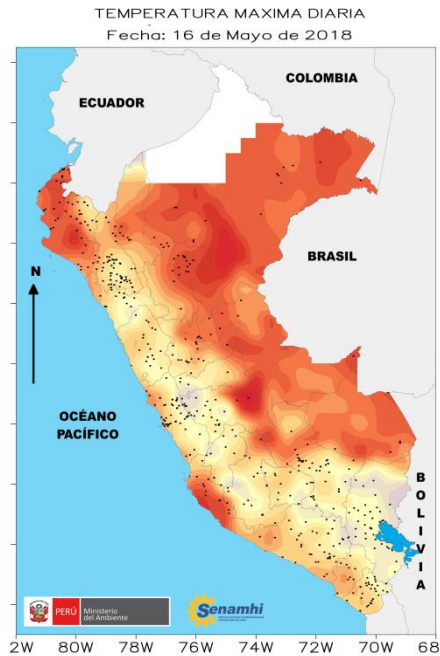 TEMPERATURA MAXIMA DIARIA
Fecha: 16 de Mayo de 2018
COLOMBIA
ECUADOR
BRASIL
N
OCÉANO
PACÍFICO
BOLIVIA
PERÚ Ministerio
del Ambiente
Senamhi
2W 80W 78W 76W 74W 72W 70W 68